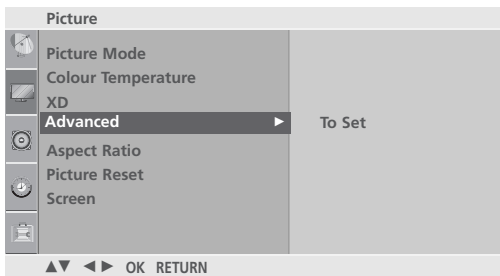 Picture
Picture Mode
Colour Temperature
XD
Advanced ► To Set
Aspect Ratio
Picture Reset
Screen
▲▼ ◄► OK RETURN